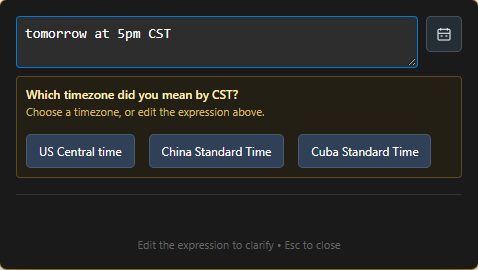 tomorrow at 5pm CST
Which timezone did you mean by CST?
Choose a timezone, or edit the expression above.
US Central time
China Standard Time
Cuba Standard Time
Edit the expression to clarify • Esc to close